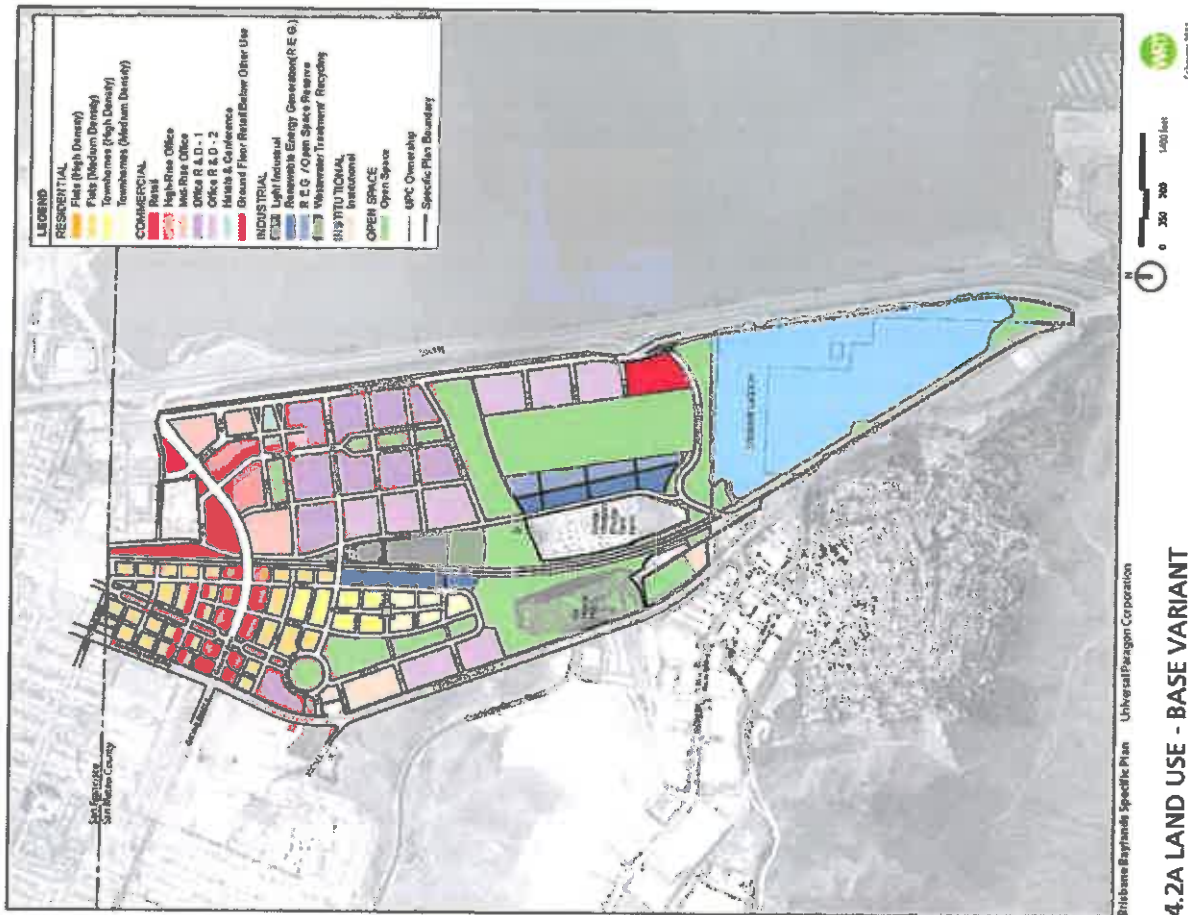 LEGEND
RESIDENTIAL
Flats (High Density)
Flats (Medium Density)
Townhomes (High Density)
Townhomes (Medium Density)
COMMERCIAL
Retail
High-Rise Office
Mid-Rise Office
Office R & D - 1
Office R & D - 2
Hotels & Conference
Ground Floor Retail Below Other Use
INDUSTRIAL
Light Industrial
Renewable Energy Generation (R E G)
R E G / Open Space Reserve
Wastewater Treatment/ Recycling
INSTITUTIONAL
Institutional
OPEN SPACE
Open Space
UPC Ownership
Specific Plan Boundary
San Francisco
San Mateo County
N
0 350 700 1400 feet
Brisbane Baylands Specific Plan Universal Paragon Corporation
4.2A LAND USE - BASE VARIANT